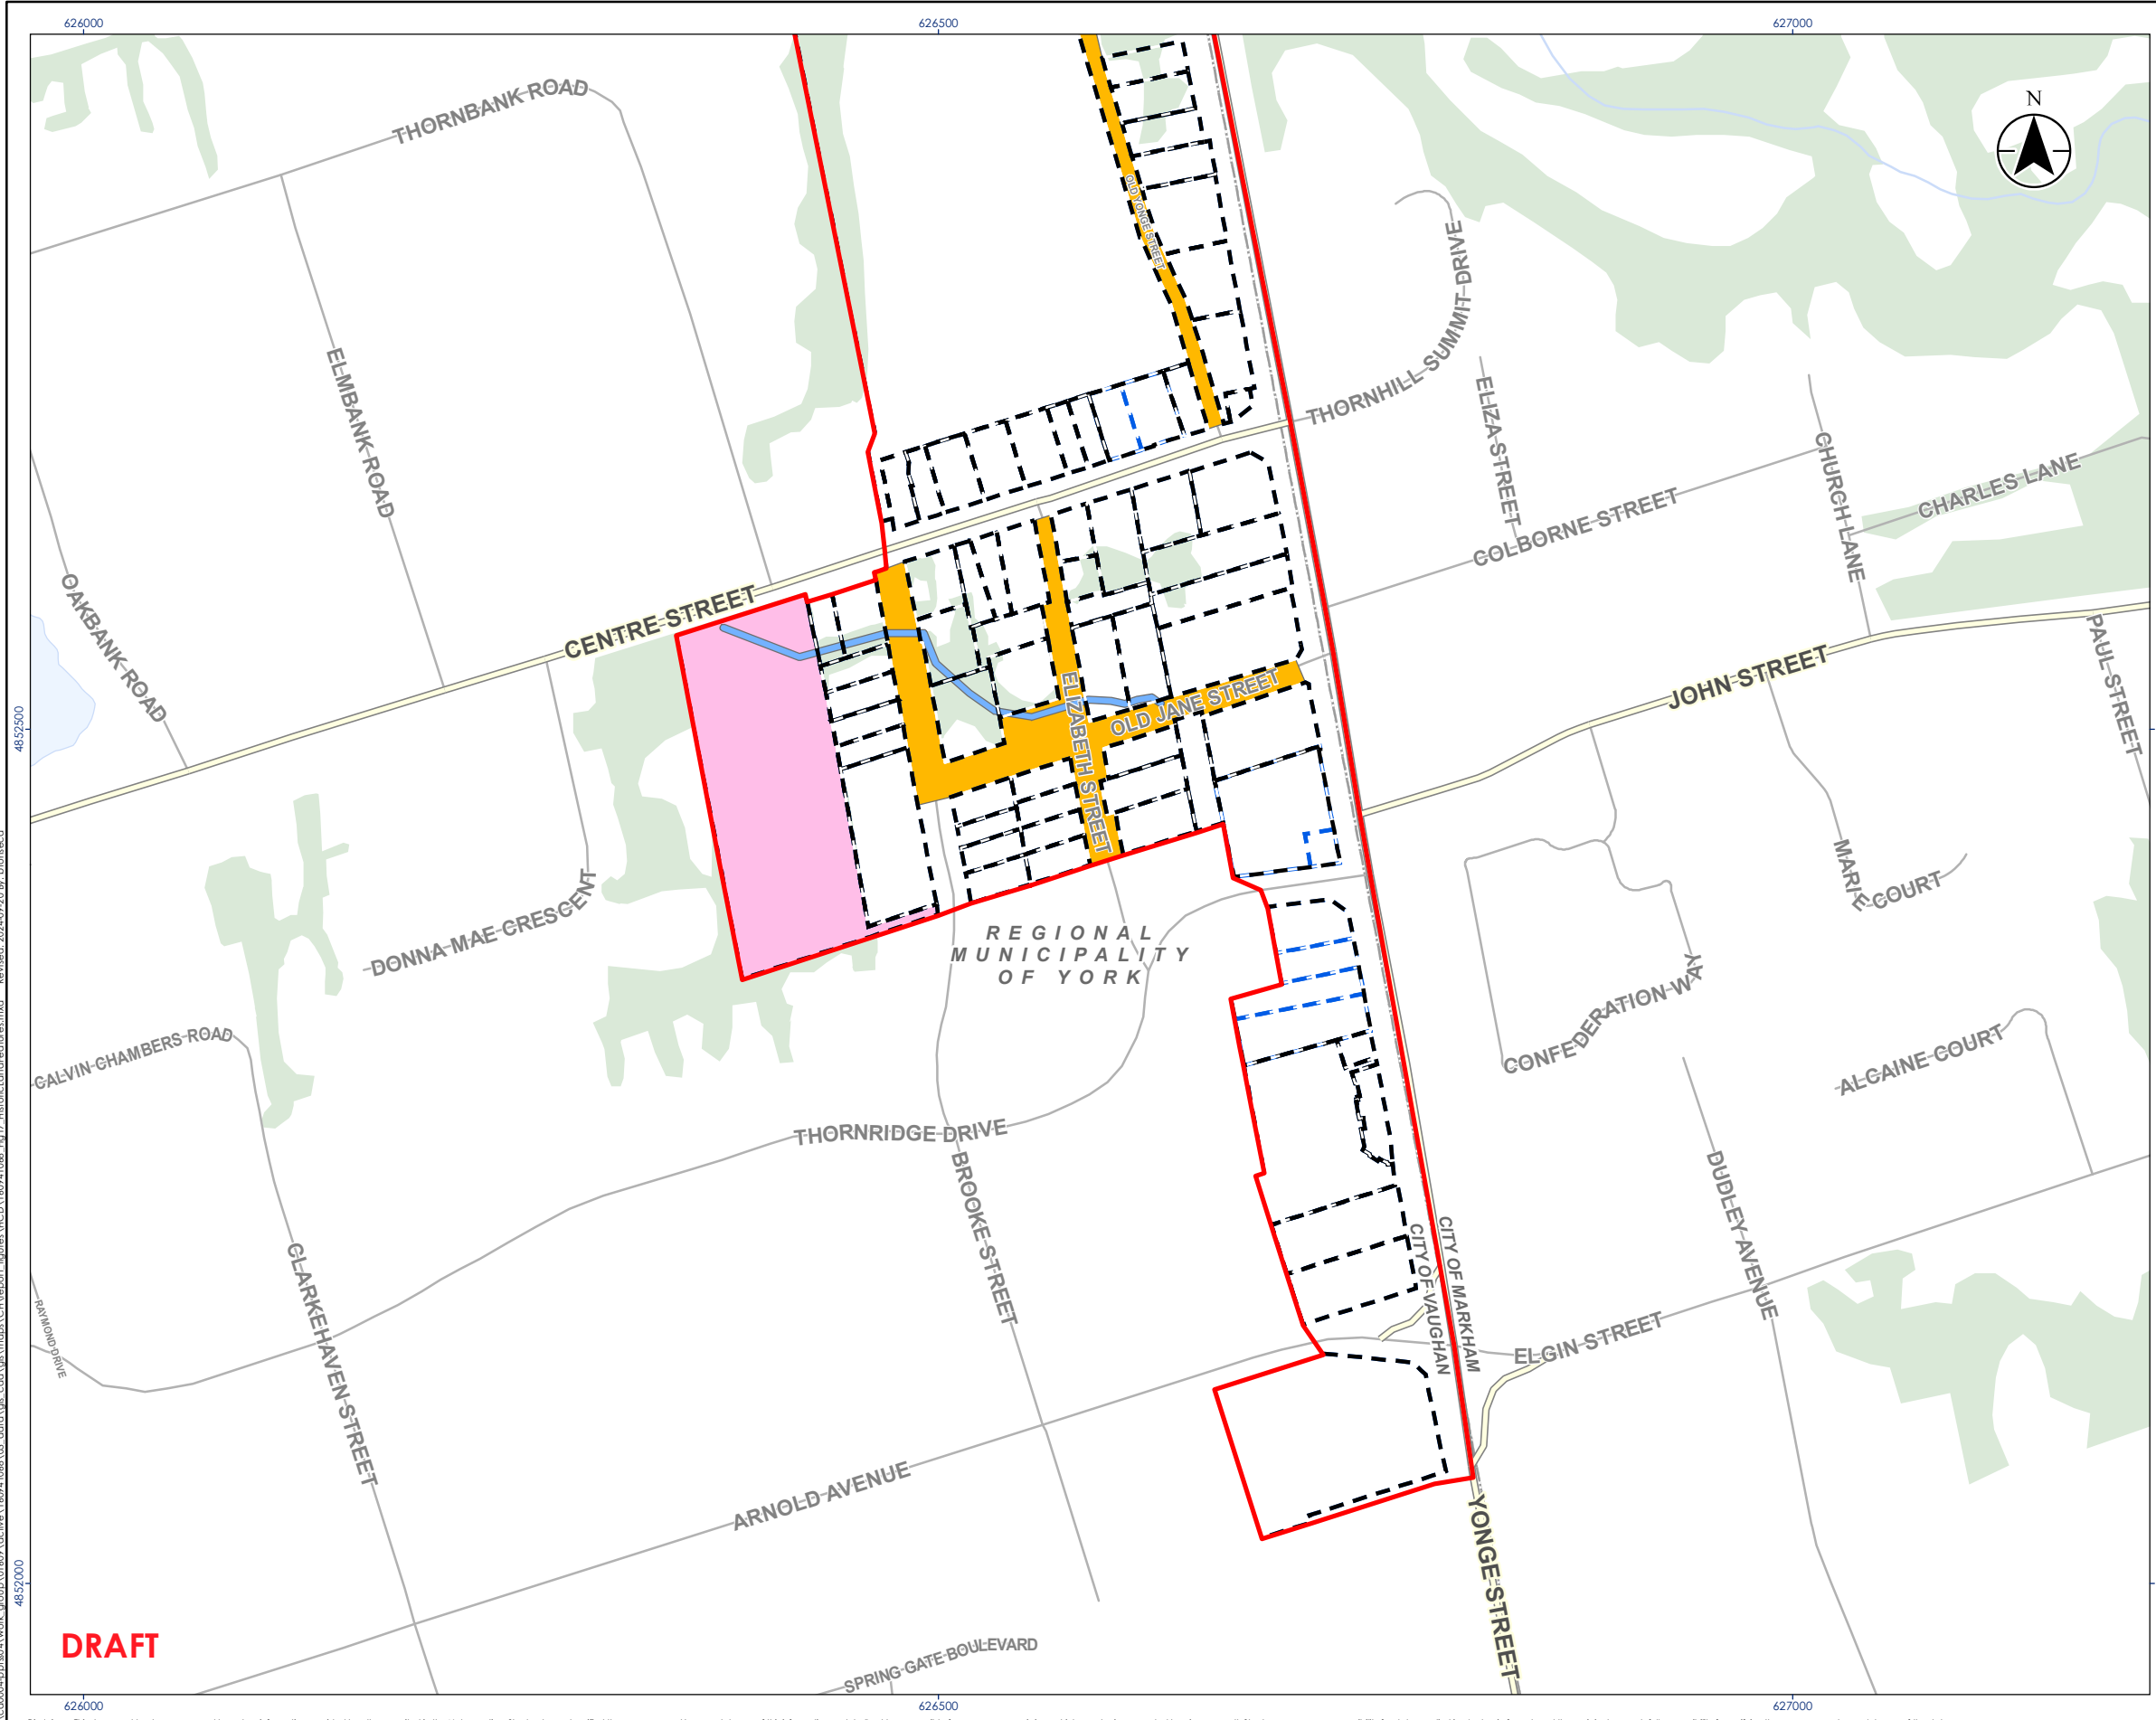 626000
626500
627000
N
THORNBANK ROAD
OLD YONGE STREET
THORNHILL SUMMIT DRIVE
ELMBANK ROAD
ELIZA STREET
CHURCH LANE
CHARLES LANE
COLBORNE STREET
OAKBANK ROAD
CENTRE STREET
JOHN STREET
PAUL STREET
ELIZABETH STREET
OLD JANE STREET
4852500
DONNA MAE CRESCENT
MARIE COURT
REGIONAL
MUNICIPALITY
OF YORK
CONFEDERATION WAY
CALVIN CHAMBERS ROAD
ALCAINE COURT
THORNRIDGE DRIVE
BROOKE STREET
DUDLEY AVENUE
CITY OF MARKHAM
CITY OF VAUGHAN
CLARKEHAVEN STREET
RAYMOND DRIVE
ELGIN STREET
ARNOLD AVENUE
YONGE STREET
4852000
DRAFT
SPRING GATE BOULEVARD
626000
626500
627000